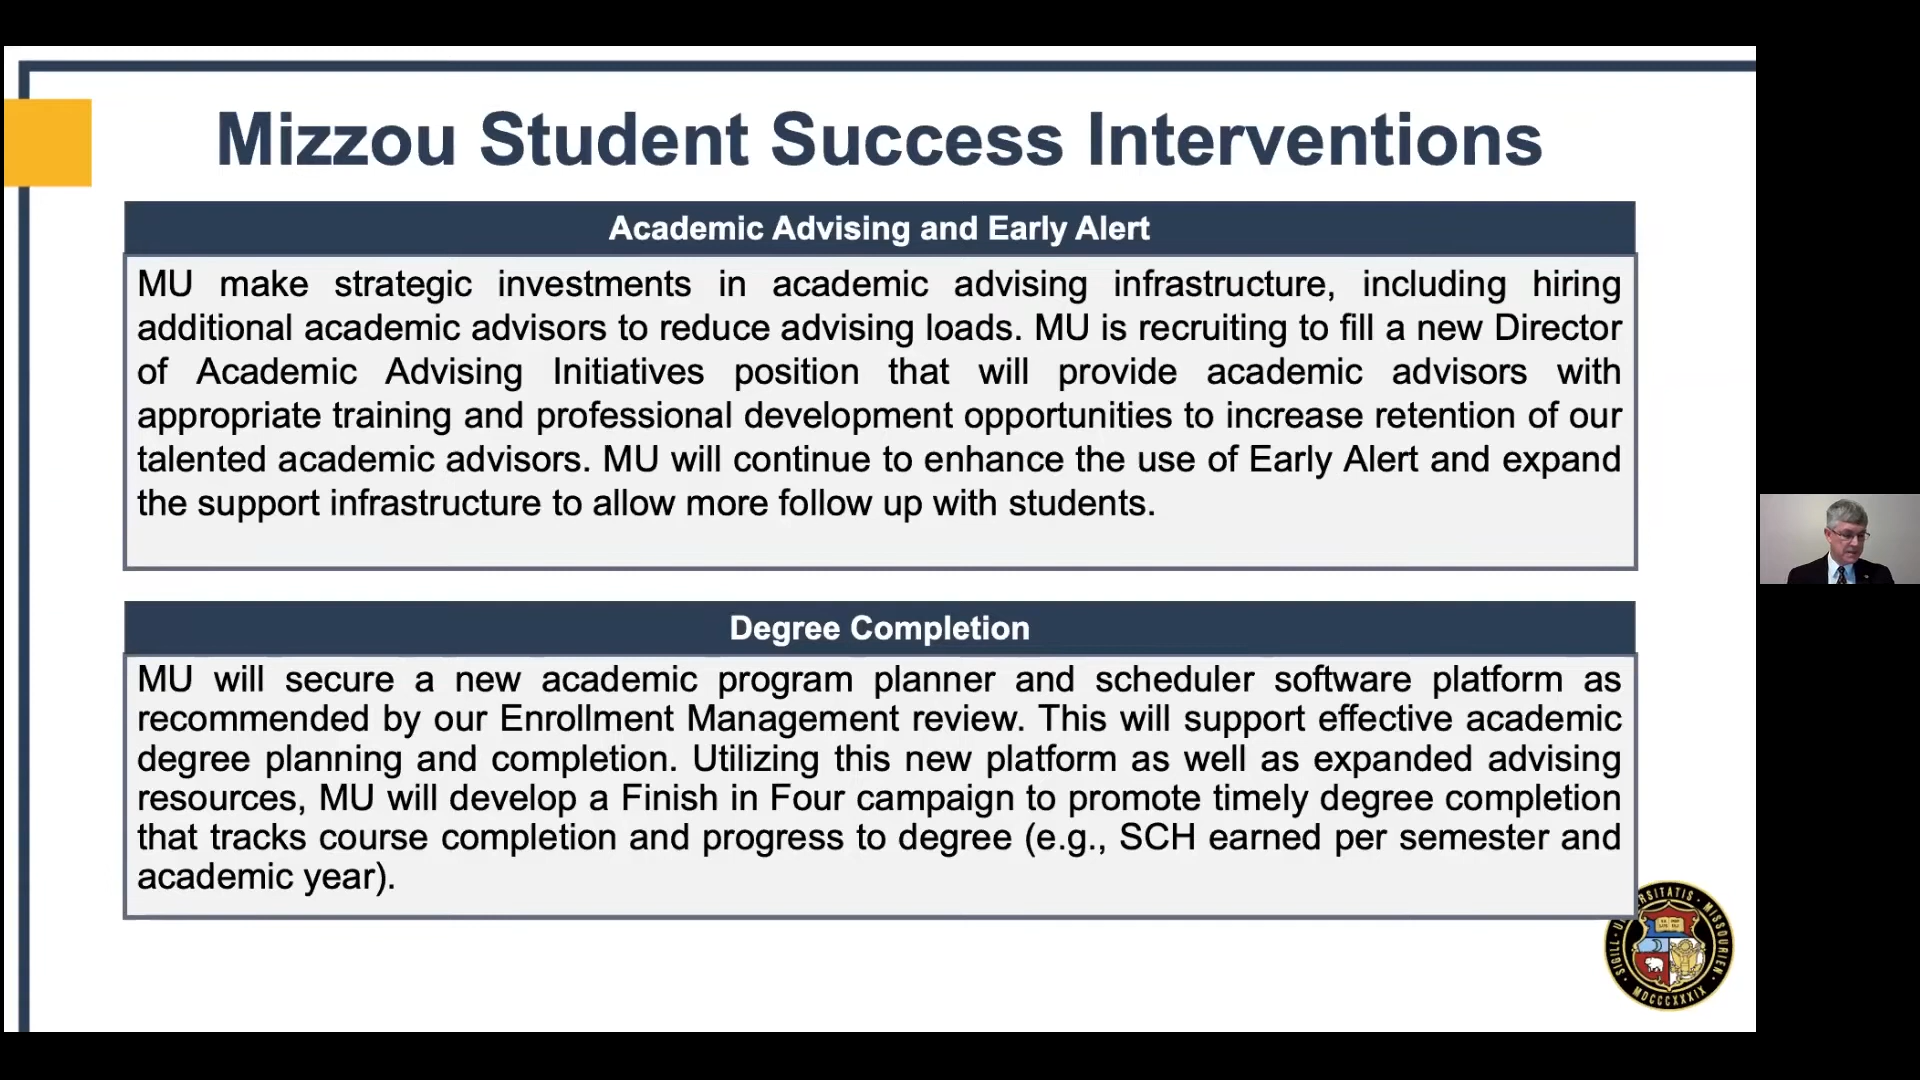 Mizzou Student Success Interventions
Academic Advising and Early Alert
MU make strategic investments in academic advising infrastructure, including hiring
additional academic advisors to reduce advising loads. MU is recruiting to fill a new Director
of Academic Advising Initiatives position that will provide academic advisors with
appropriate training and professional development opportunities to increase retention of our
talented academic advisors. MU will continue to enhance the use of Early Alert and expand
the support infrastructure to allow more follow up with students.
Degree Completion
MU will secure a new academic program planner and scheduler software platform as
recommended by our Enrollment Management review. This will support effective academic
degree planning and completion. Utilizing this new platform as well as expanded advising
resources, MU will develop a Finish in Four campaign to promote timely degree completion
that tracks course completion and progress to degree (e.g., SCH earned per semester and
academic year).
SIGILL · U ERSITATIS · MISSOURIEN ·
MDCCCXXXIX